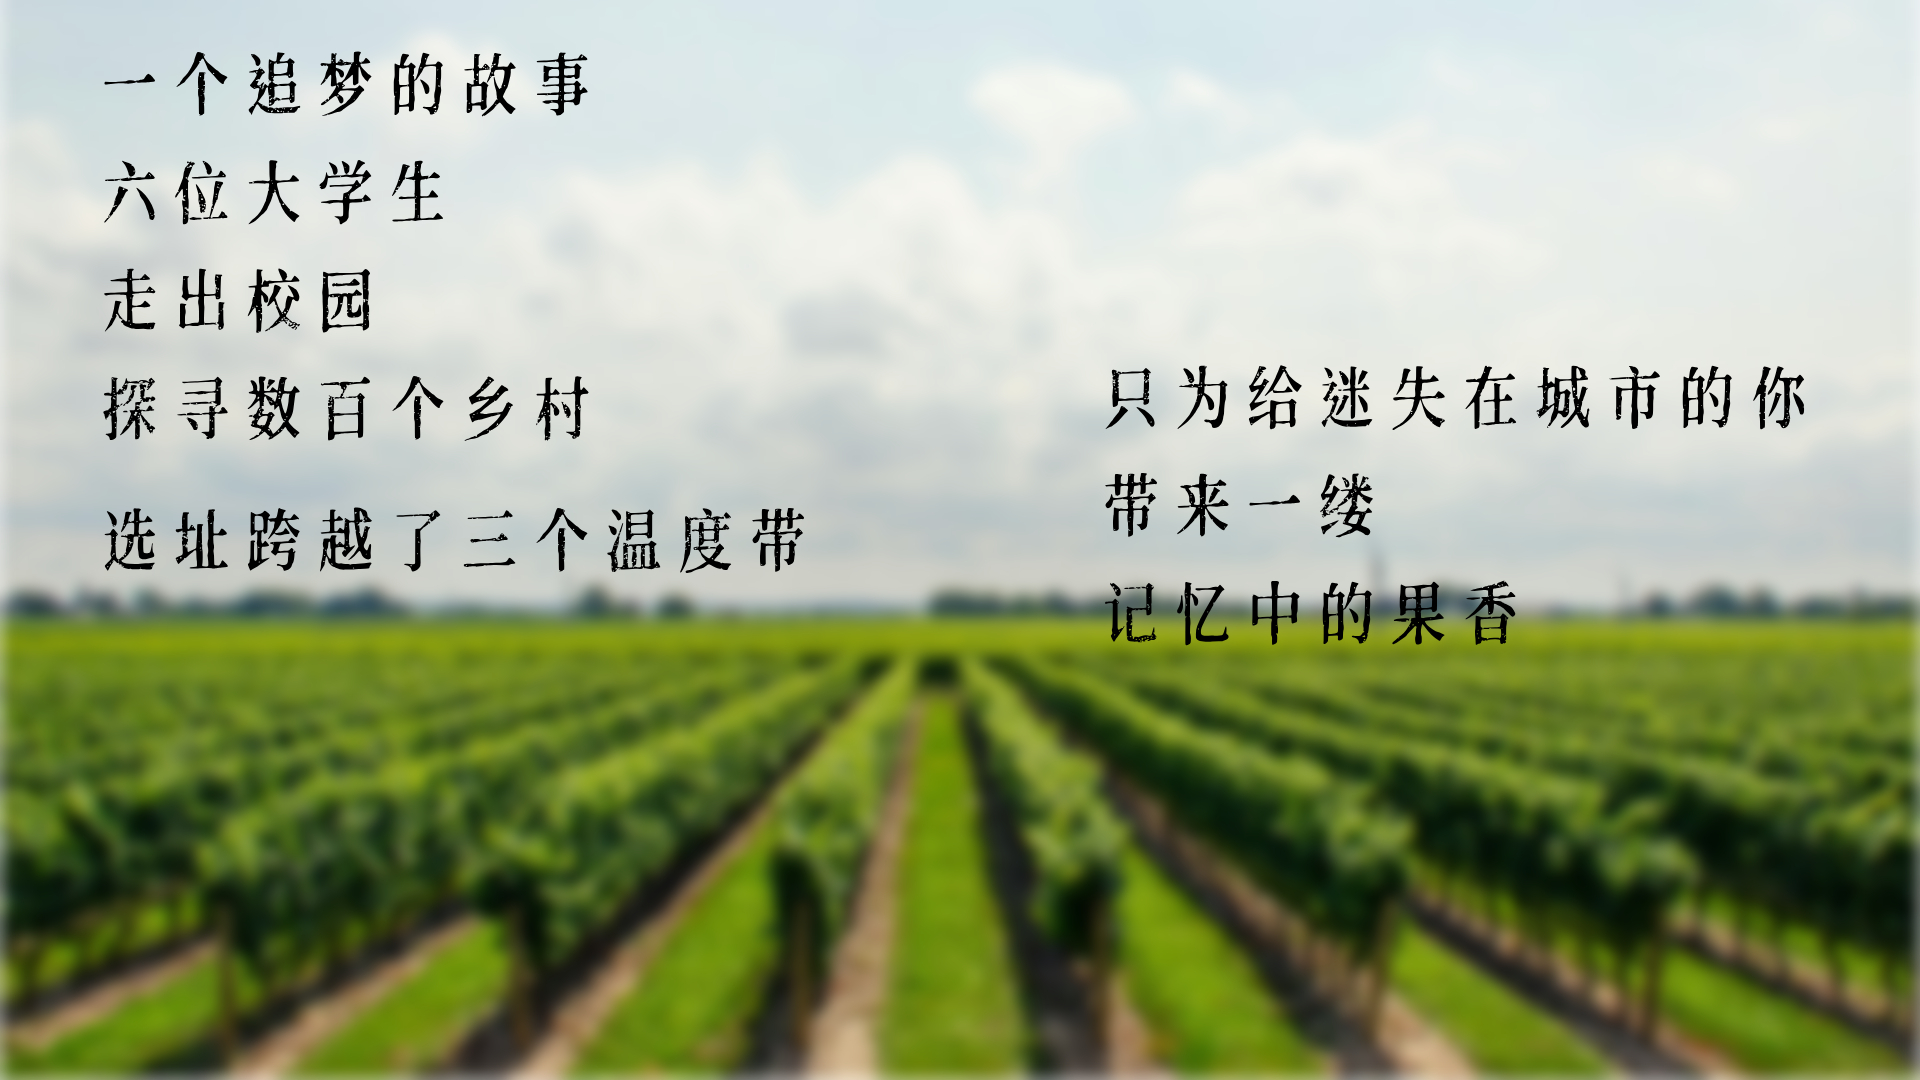 一个追梦的故事
六位大学生
走出校园
探寻数百个乡村
选址跨越了三个温度带
只为给迷失在城市的你
带来一缕
记忆中的果香